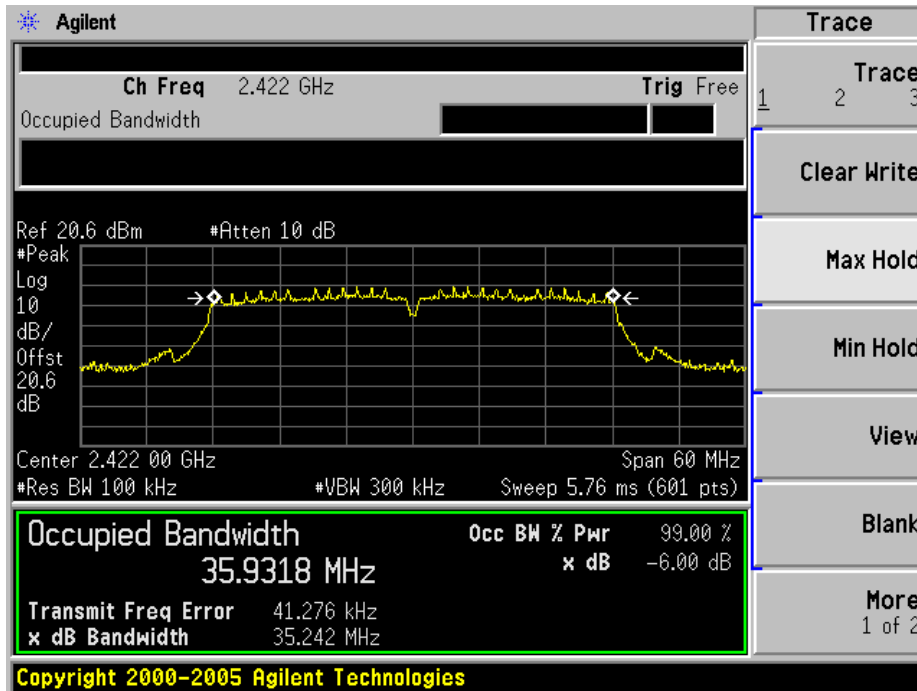 Agilent
Trace
Ch Freq 2.422 GHz Trig Free
Occupied Bandwidth
Trace
1 2 3
Clear Write
Max Hold
Min Hold
View
Blank
More
1 of 2
Ref 20.6 dBm #Atten 10 dB
#Peak
Log
10
dB/
Offst
20.6
dB
Center 2.422 00 GHz Span 60 MHz
#Res BW 100 kHz #VBW 300 kHz Sweep 5.76 ms (601 pts)
Occupied Bandwidth Occ BW % Pwr 99.00 %
35.9318 MHz x dB -6.00 dB
Transmit Freq Error 41.276 kHz
x dB Bandwidth 35.242 MHz
Copyright 2000-2005 Agilent Technologies